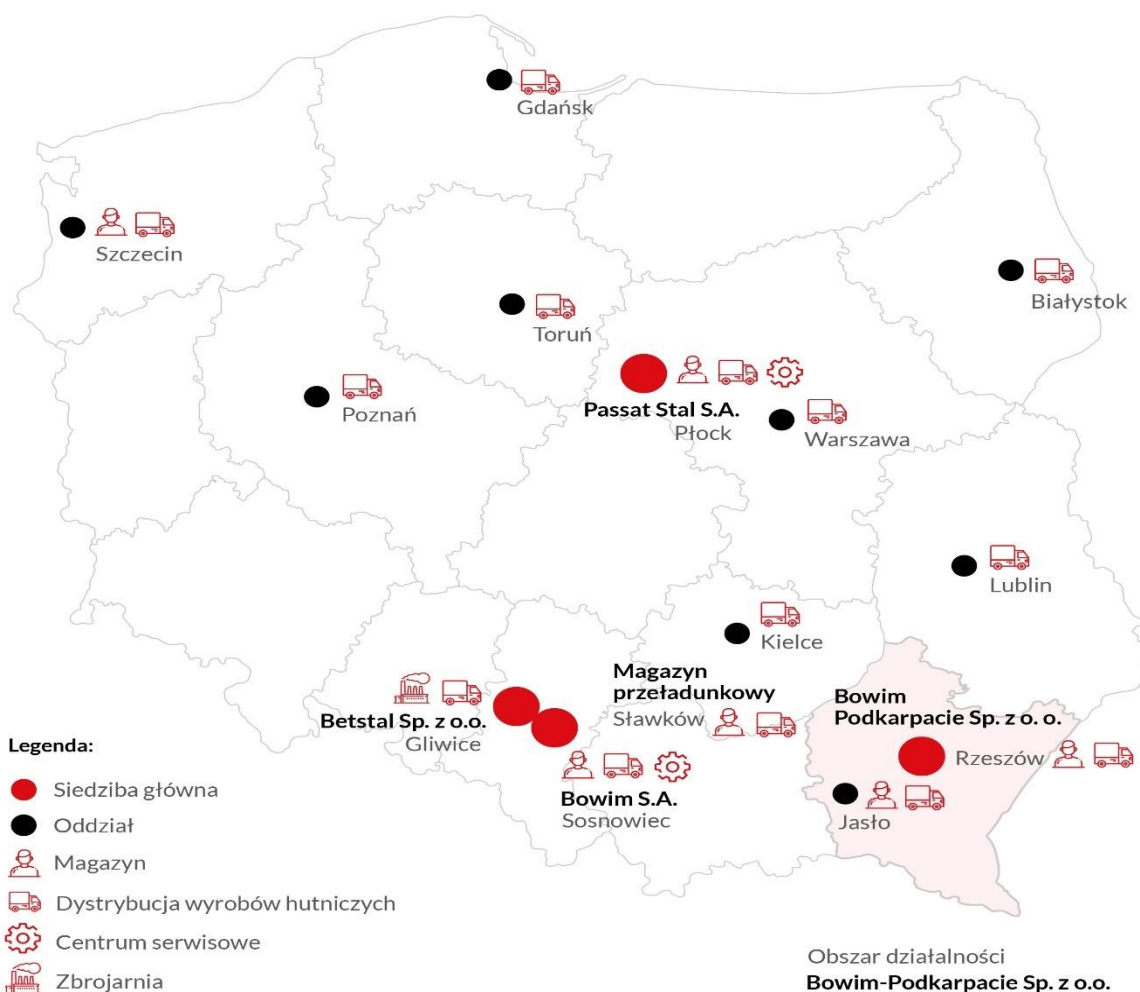 Gdańsk
Szczecin
Białystok
Toruń
Poznań
Passat Stal S.A.
Płock
Warszawa
Lublin
Kielce
Magazyn
przeładunkowy
Sławków
Betstal Sp. z o.o.
Gliwice
Bowim
Podkarpacie Sp. z o. o.
Rzeszów
Bowim S.A.
Sosnowiec
Jasło
Legenda:
Siedziba główna
Oddział
Magazyn
Dystrybucja wyrobów hutniczych
Centrum serwisowe
Zbrojarnia
Obszar działalności
Bowim-Podkarpacie Sp. z o.o.